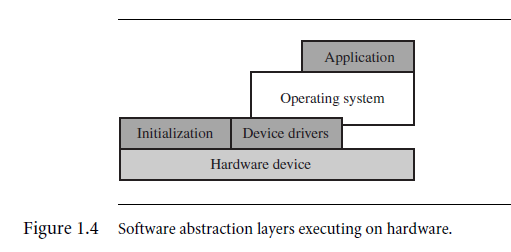 Application
Operating system
Initialization Device drivers
Hardware device
Figure 1.4 Software abstraction layers executing on hardware.